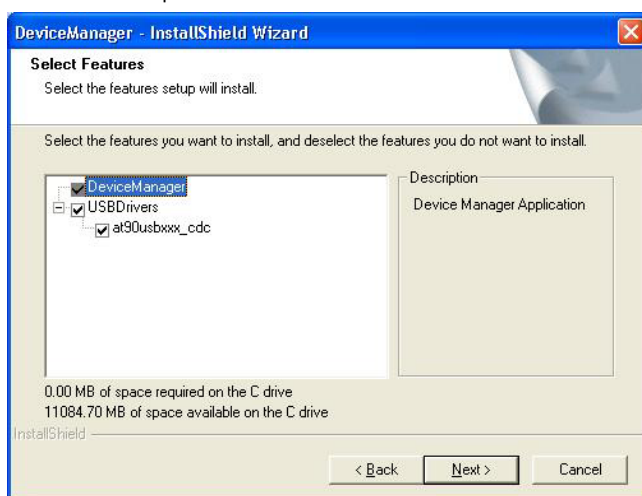 DeviceManager - InstallShield Wizard
Select Features
Select the features setup will install.
Select the features you want to install, and deselect the features you do not want to install.
DeviceManager
USBDrivers
at90usbxxx_cdc
Description
Device Manager Application
0.00 MB of space required on the C drive
11084.70 MB of space available on the C drive
InstallShield
< Back
Next >
Cancel